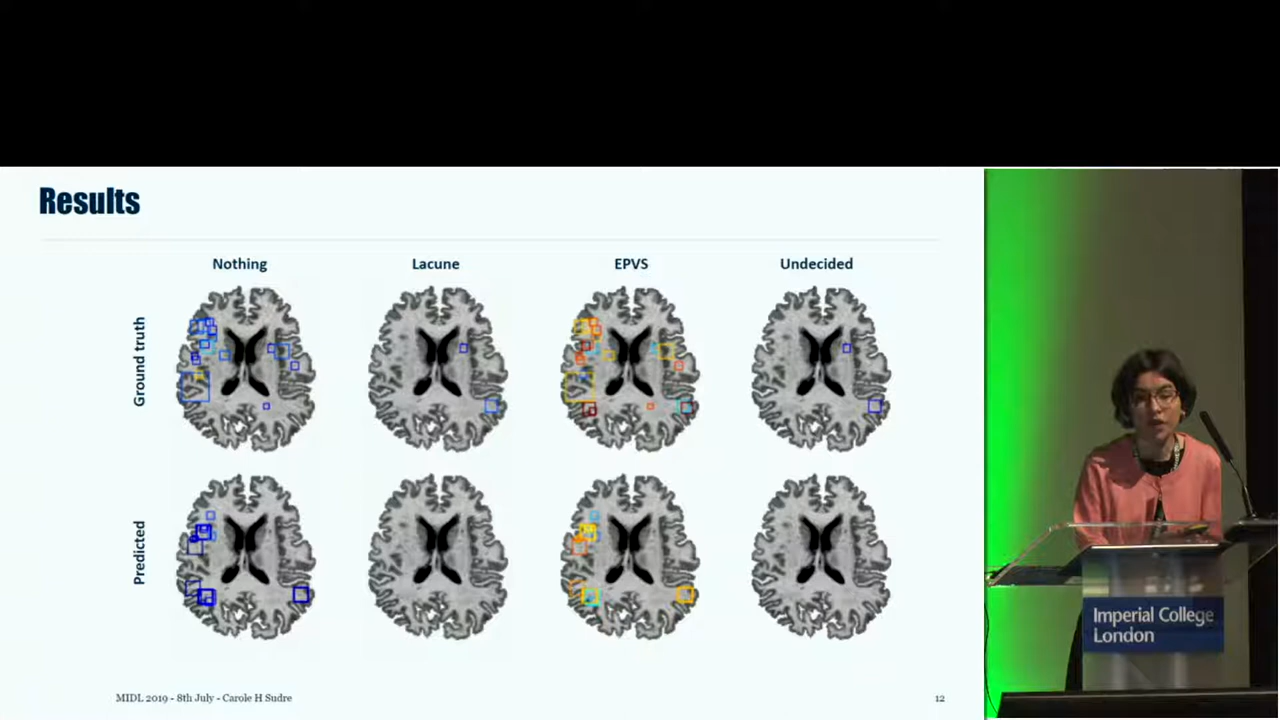 Results
Nothing
Lacune
EPVS
Undecided
Ground truth
Predicted
MIDL 2019 - 8th July - Carole H Sudre
12
Imperial College
London